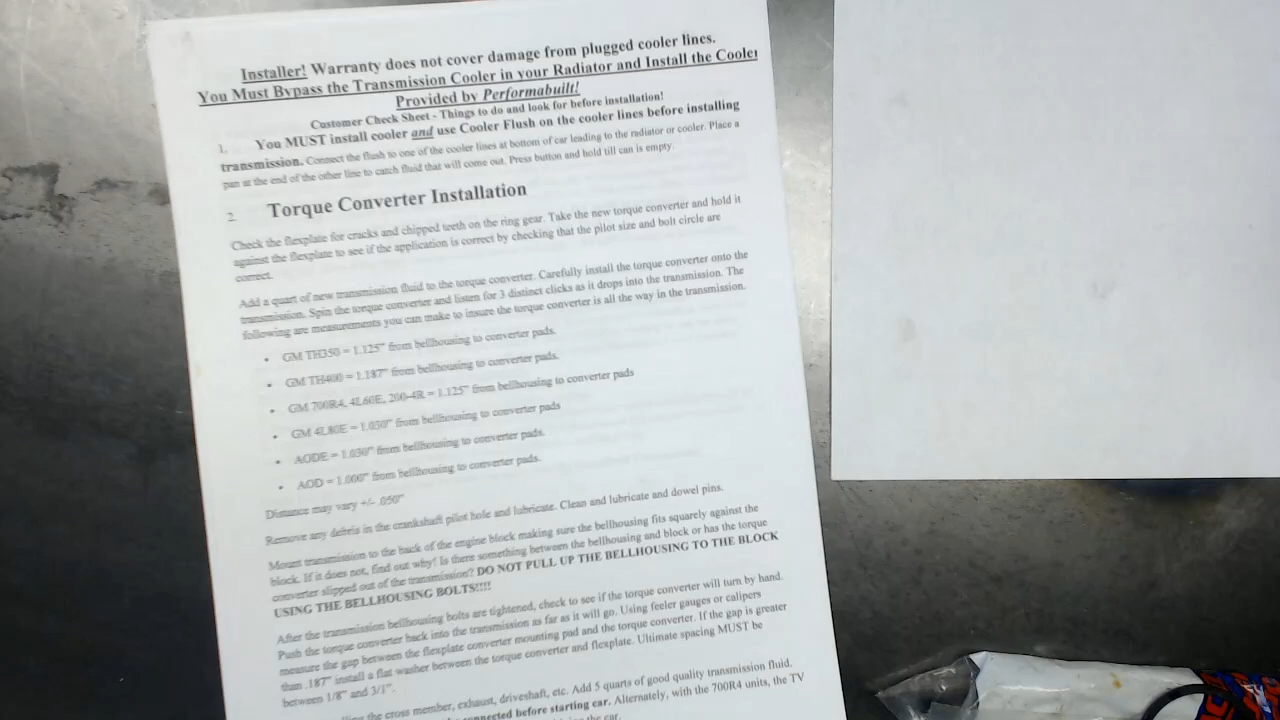 Installer! Warranty does not cover damage from plugged cooler lines.
You Must Bypass the Transmission Cooler in your Radiator and Install the Cooler
Provided by Performabuilt!
Customer Check Sheet - Things to do and look for before installation!
1. You MUST install cooler and use Cooler Flush on the cooler lines before installing
transmission. Connect the flush to one of the cooler lines at bottom of car leading to the radiator or cooler. Place a
pan at the end of the other line to catch fluid that will come out. Press button and hold till can is empty.
2. Torque Converter Installation
Check the flexplate for cracks and chipped teeth on the ring gear. Take the new torque converter and hold it
against the flexplate to see if the application is correct by checking that the pilot size and bolt circle are
correct.
Add a quart of new transmission fluid to the torque converter. Carefully install the torque converter onto the
transmission. Spin the torque converter and listen for 3 distinct clicks as it drops into the transmission. The
following are measurements you can make to insure the torque converter is all the way in the transmission.
• GM TH350 = 1.125" from bellhousing to converter pads.
• GM TH400 = 1.187" from bellhousing to converter pads.
• GM 700R4, 4L60E, 200-4R = 1.125" from bellhousing to converter pads
• GM 4L80E = 1.050" from bellhousing to converter pads
• AODE = 1.030" from bellhousing to converter pads.
• AOD = 1.000" from bellhousing to converter pads.
Distance may vary +/- .050"
Remove any debris in the crankshaft pilot hole and lubricate. Clean and lubricate and dowel pins.
Mount transmission to the back of the engine block making sure the bellhousing fits squarely against the
block. If it does not, find out why! Is there something between the bellhousing and block or has the torque
converter slipped out of the transmission? DO NOT PULL UP THE BELLHOUSING TO THE BLOCK
USING THE BELLHOUSING BOLTS!!!!
After the transmission bellhousing bolts are tightened, check to see if the torque converter will turn by hand.
Push the torque converter back into the transmission as far as it will go. Using feeler gauges or calipers
measure the gap between the flexplate converter mounting pad and the torque converter. If the gap is greater
than .187" install a flat washer between the torque converter and flexplate. Ultimate spacing MUST be
between 1/8" and 3/1".
the cross member, exhaust, driveshaft, etc. Add 5 quarts of good quality transmission fluid.
connected before starting car. Alternately, with the 700R4 units, the TV
the car.